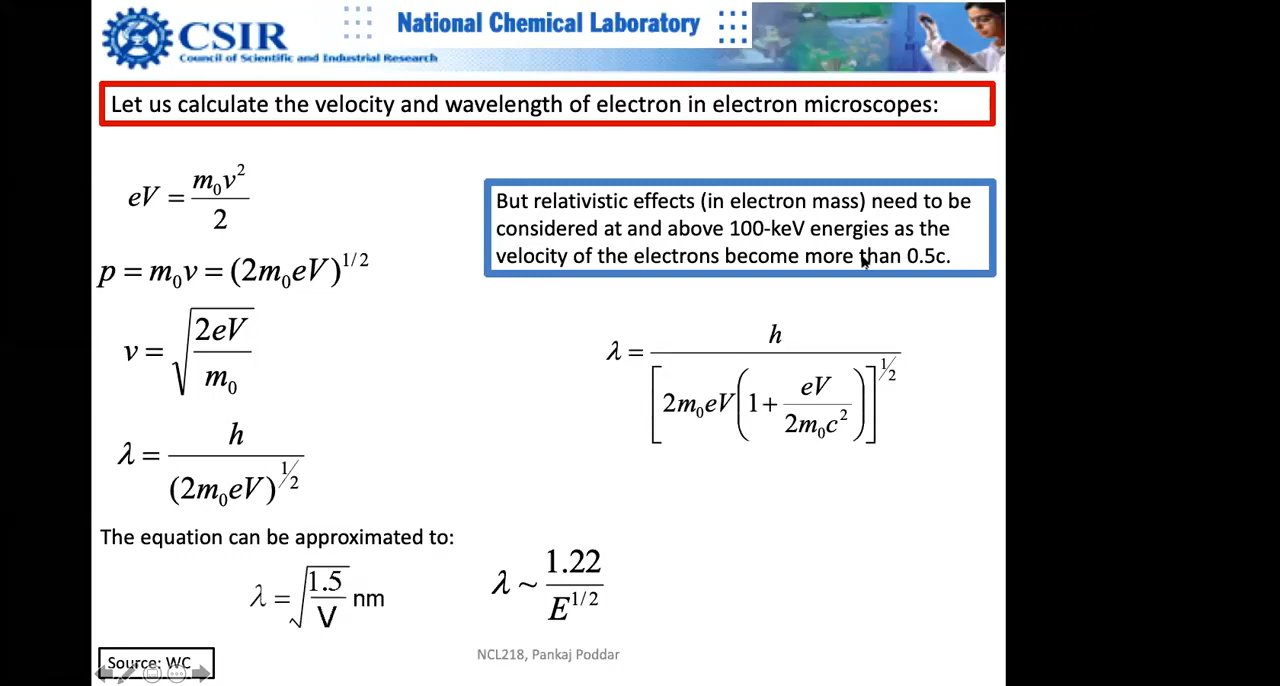 CSIR
Council of Scientific and Industrial Research
National Chemical Laboratory
Let us calculate the velocity and wavelength of electron in electron microscopes:
eV = m₀v² / 2
p = m₀v = (2m₀eV)^1/2
v = √(2eV / m₀)
λ = h / (2m₀eV)^1/2
But relativistic effects (in electron mass) need to be
considered at and above 100-keV energies as the
velocity of the electrons become more than 0.5c.
λ = h / [2m₀eV(1 + eV / 2m₀c²)]^1/2
The equation can be approximated to:
λ = √(1.5 / V) nm
λ ~ 1.22 / E^1/2
Source: WC
NCL218, Pankaj Poddar